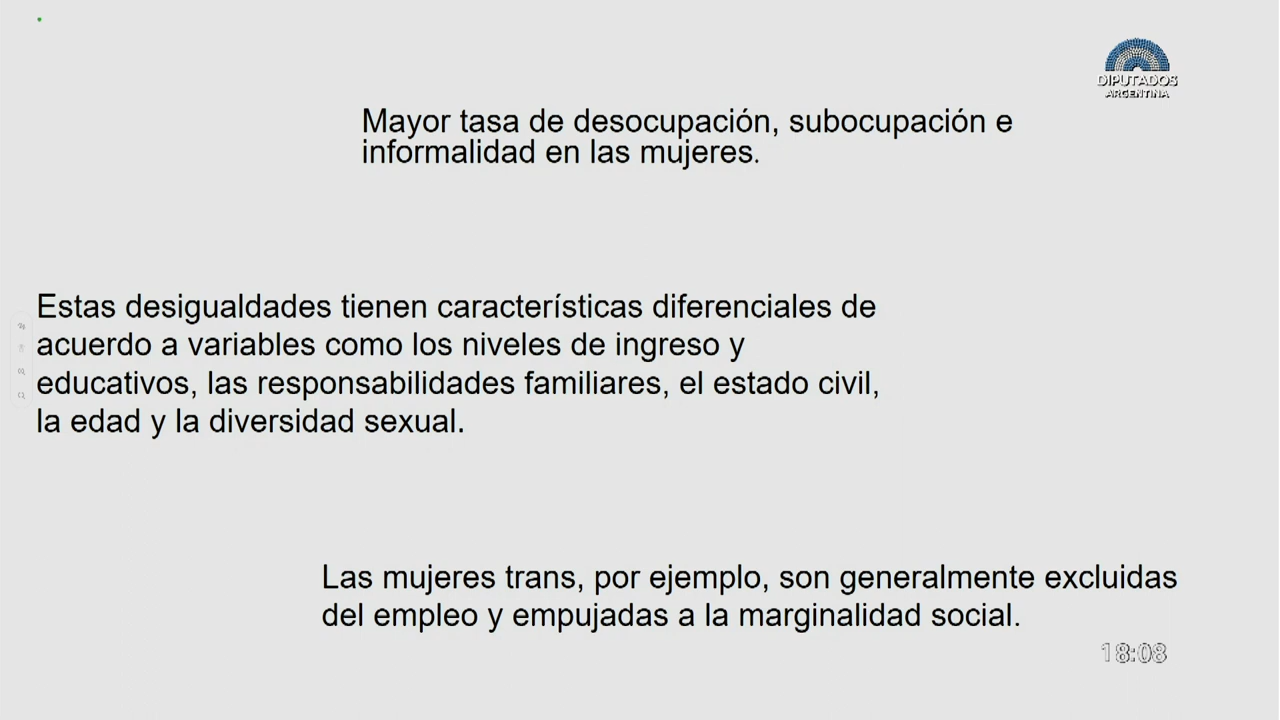 DIPUTADOS
ARGENTINA
Mayor tasa de desocupación, subocupación e
informalidad en las mujeres.
Estas desigualdades tienen características diferenciales de
acuerdo a variables como los niveles de ingreso y
educativos, las responsabilidades familiares, el estado civil,
la edad y la diversidad sexual.
Las mujeres trans, por ejemplo, son generalmente excluidas
del empleo y empujadas a la marginalidad social.
18:08